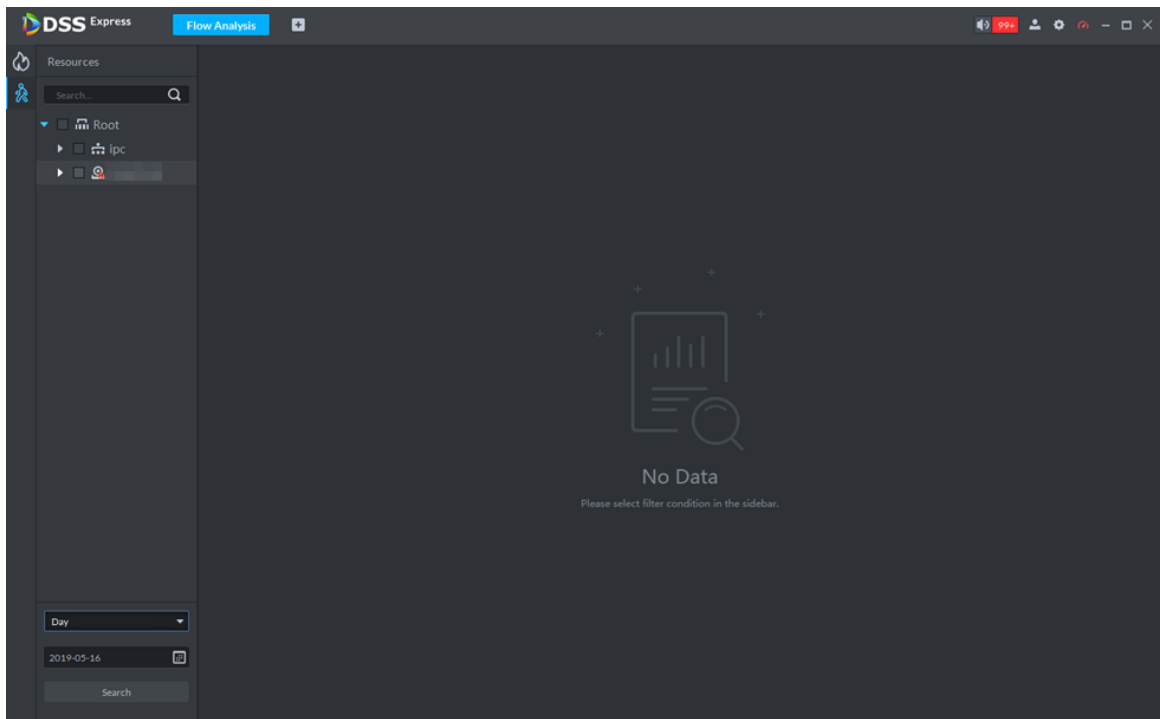 DSS Express
Flow Analysis
99+
Resources
Search...
Root
ipc
No Data
Please select filter condition in the sidebar.
Day
2019-05-16
Search